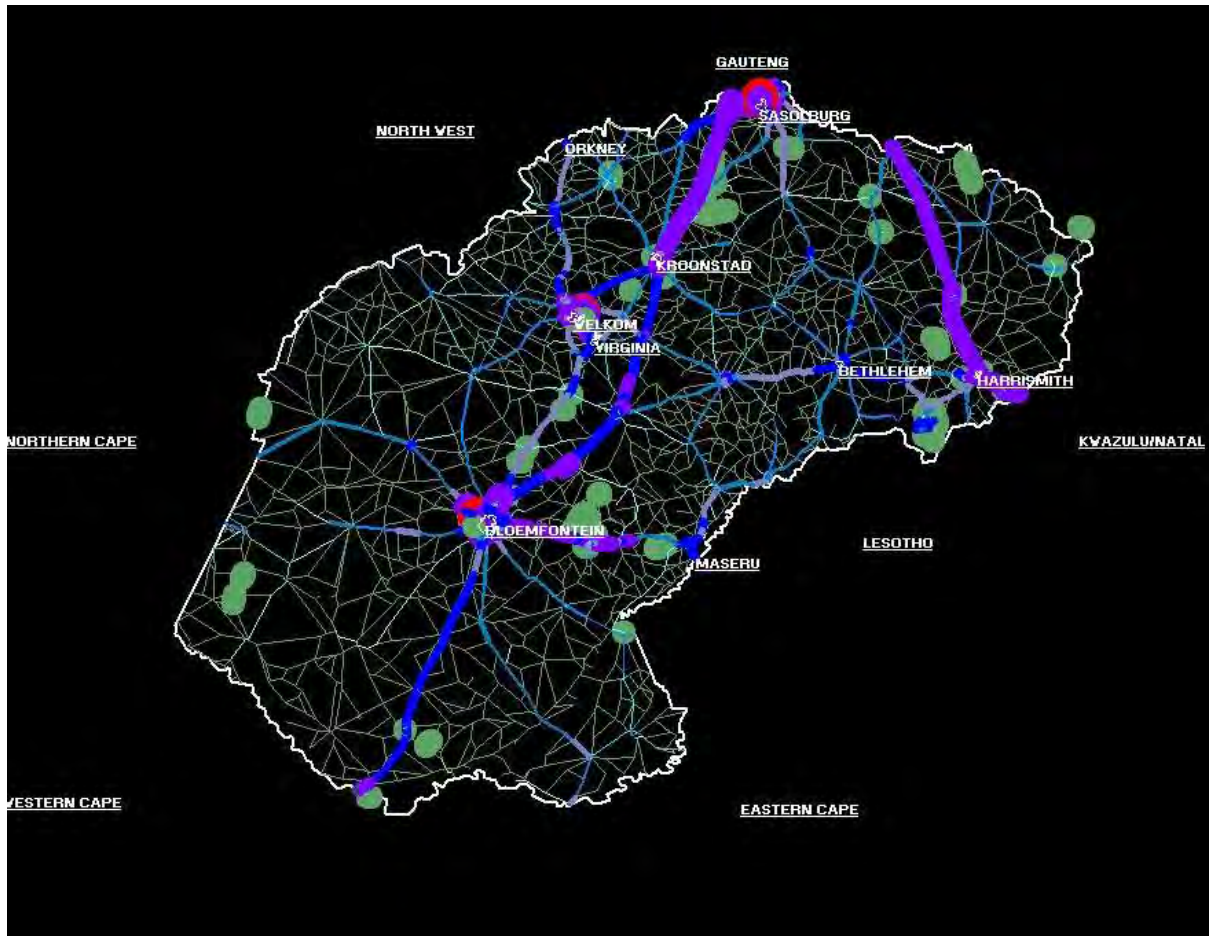 GAUTENG
SASOLBURG
NORTH WEST
ORKNEY
KROONSTAD
WELKOM
VIRGINIA
BETHLEHEM
HARRISMITH
NORTHERN CAPE
KWAZULU/NATAL
BLOEMFONTEIN
LESOTHO
MASERU
WESTERN CAPE
EASTERN CAPE